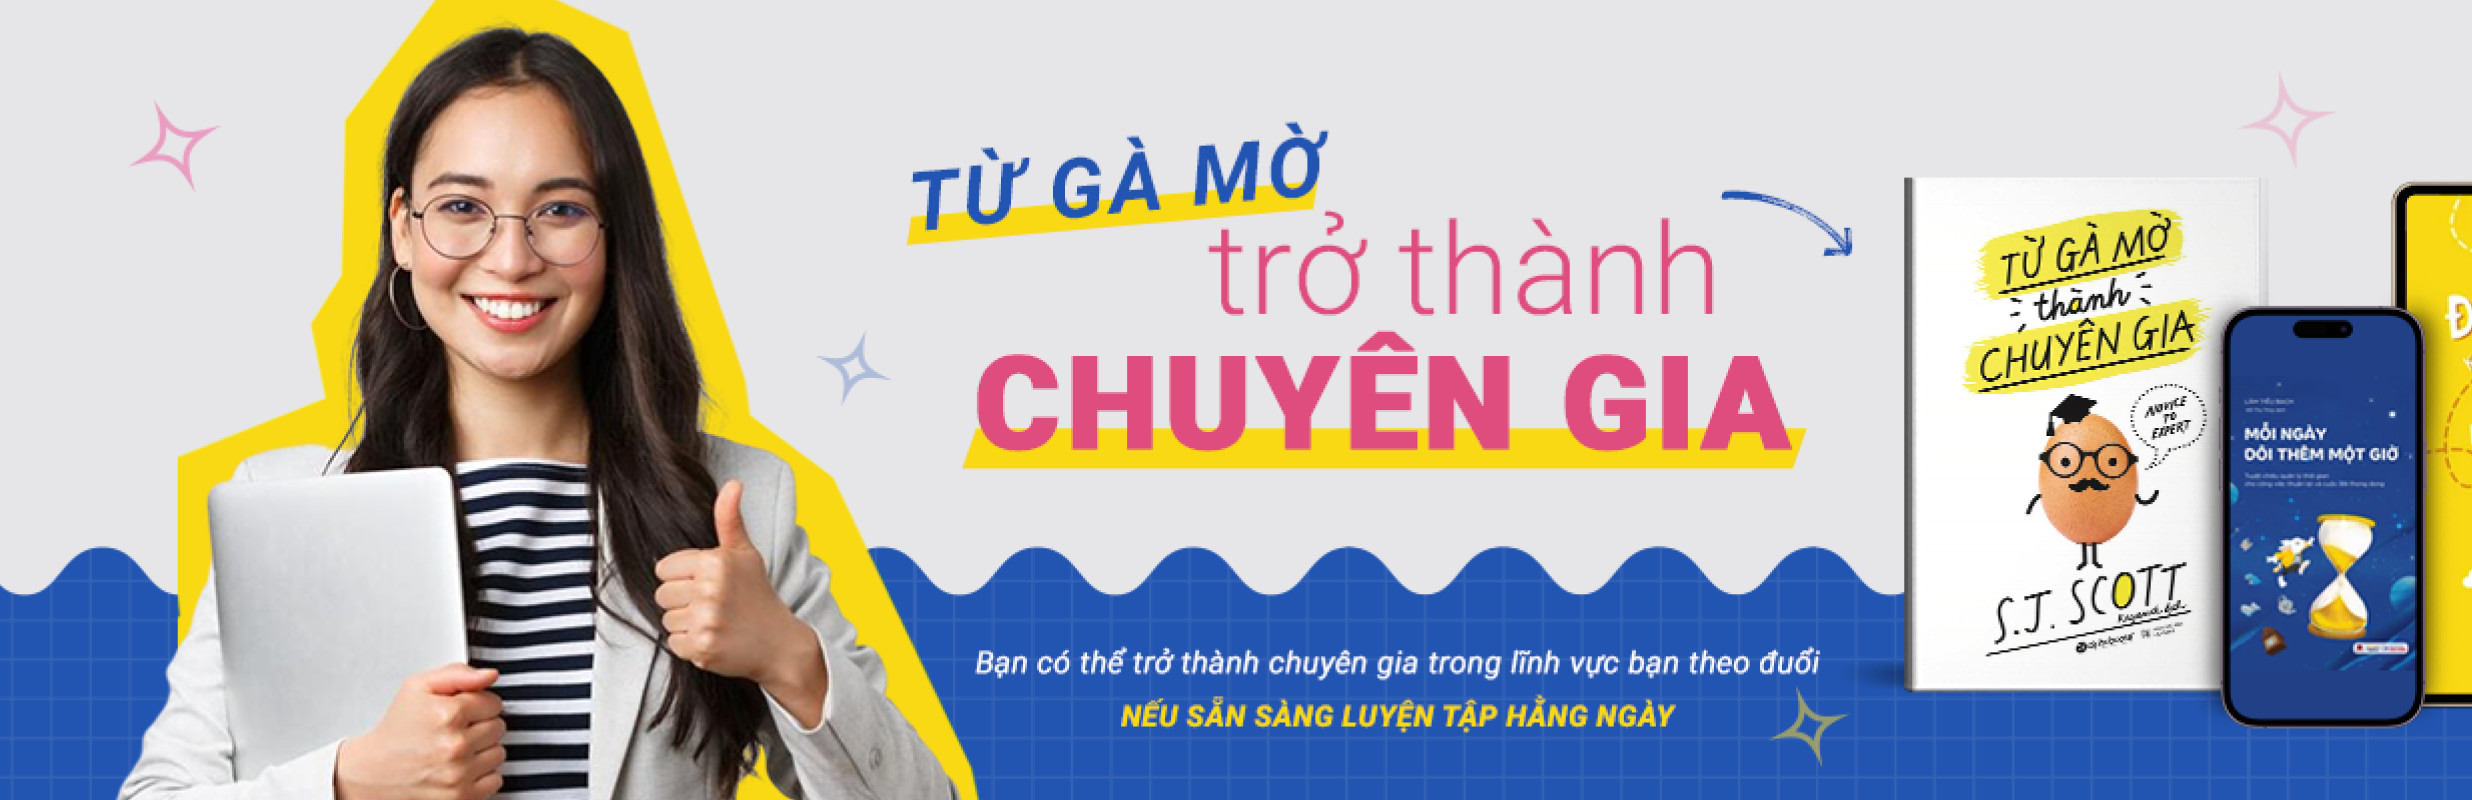 TỪ GÀ MỜ
trở thành
CHUYÊN GIA
Bạn có thể trở thành chuyên gia trong lĩnh vực bạn theo đuổi
NẾU SẴN SÀNG LUYỆN TẬP HẰNG NGÀY
TỪ GÀ MỜ
thành
CHUYÊN GIA
NOVICE
TO
EXPERT
S.J. SCOTT
MỖI NGÀY
DÔI THÊM MỘT GIỜ